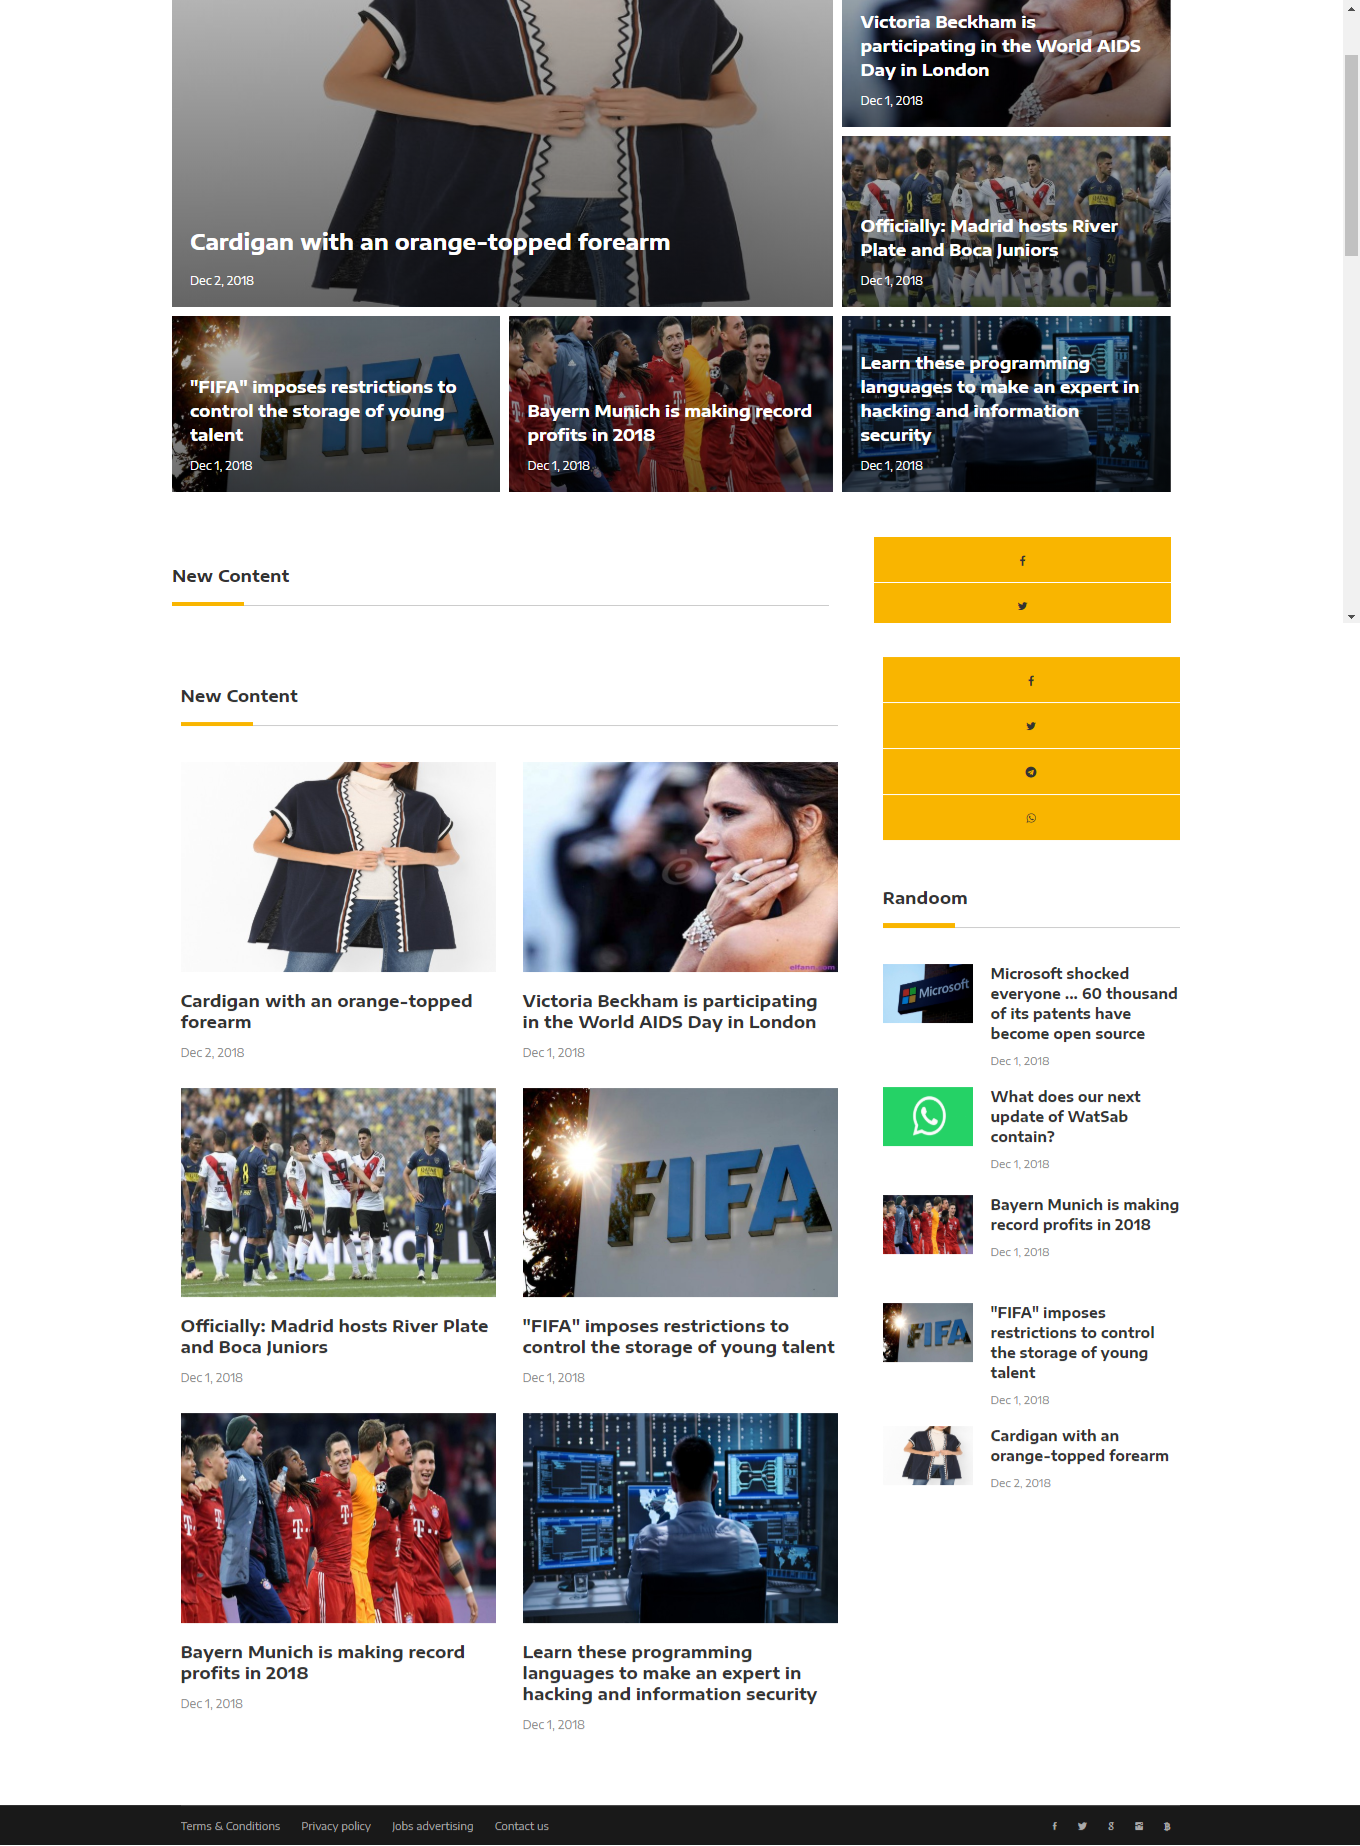 Victoria Beckham is
participating in the World AIDS
Day in London
Dec 1, 2018
Cardigan with an orange-topped forearm
Dec 2, 2018
Officially: Madrid hosts River
Plate and Boca Juniors
Dec 1, 2018
"FIFA" imposes restrictions to
control the storage of young
talent
Dec 1, 2018
Bayern Munich is making record
profits in 2018
Dec 1, 2018
Learn these programming
languages to make an expert in
hacking and information
security
Dec 1, 2018
New Content
New Content
Cardigan with an orange-topped
forearm
Dec 2, 2018
Victoria Beckham is participating
in the World AIDS Day in London
Dec 1, 2018
Officially: Madrid hosts River Plate
and Boca Juniors
Dec 1, 2018
FIFA
"FIFA" imposes restrictions to
control the storage of young talent
Dec 1, 2018
Bayern Munich is making record
profits in 2018
Dec 1, 2018
Learn these programming
languages to make an expert in
hacking and information security
Dec 1, 2018
Randoom
Microsoft
Microsoft shocked
everyone ... 60 thousand
of its patents have
become open source
Dec 1, 2018
What does our next
update of WatSab
contain?
Dec 1, 2018
Bayern Munich is making
record profits in 2018
Dec 1, 2018
FIFA
"FIFA" imposes
restrictions to control
the storage of young
talent
Dec 1, 2018
Cardigan with an
orange-topped forearm
Dec 2, 2018
Terms & Conditions Privacy policy Jobs advertising Contact us